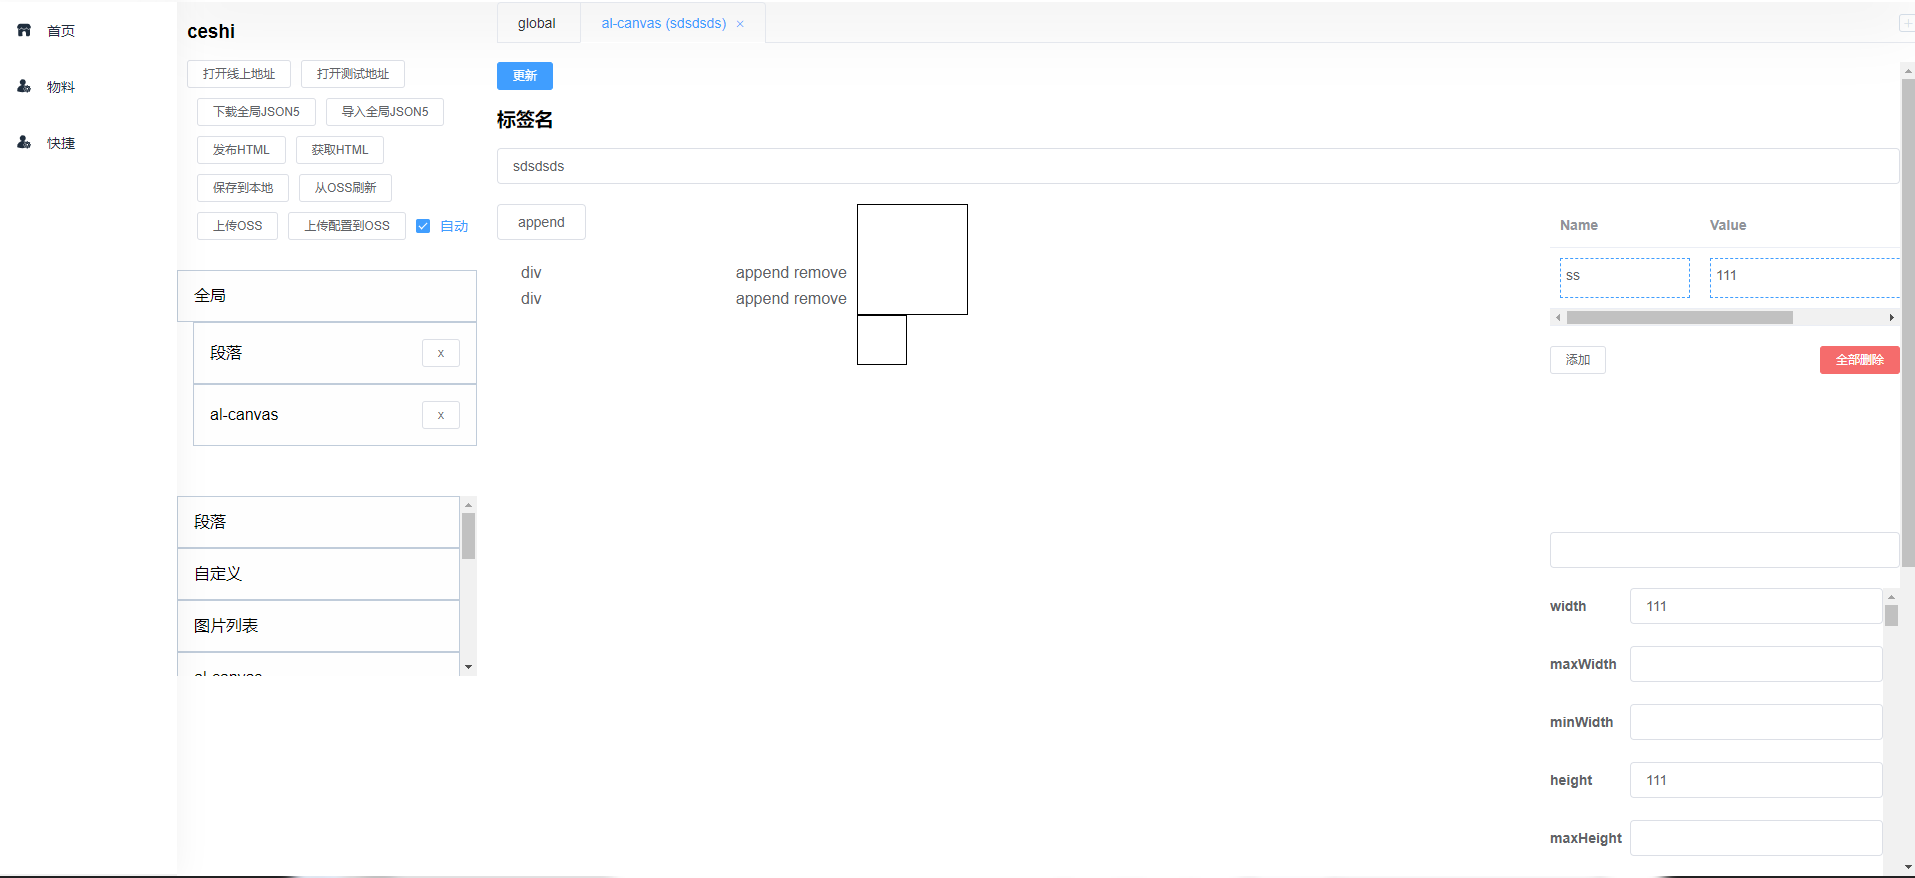 首页
物料
快捷
ceshi
打开线上地址 打开测试地址
下载全局JSON5 导入全局JSON5
发布HTML 获取HTML
保存到本地 从OSS刷新
上传OSS 上传配置到OSS 自动
全局
段落 x
al-canvas x
段落
自定义
图片列表
al-canvas
global al-canvas (sdsdsds) ×
更新
标签名
sdsdsds
append
div append remove
div append remove
Name Value
ss 111
添加 全部删除
width 111
maxWidth
minWidth
height 111
maxHeight